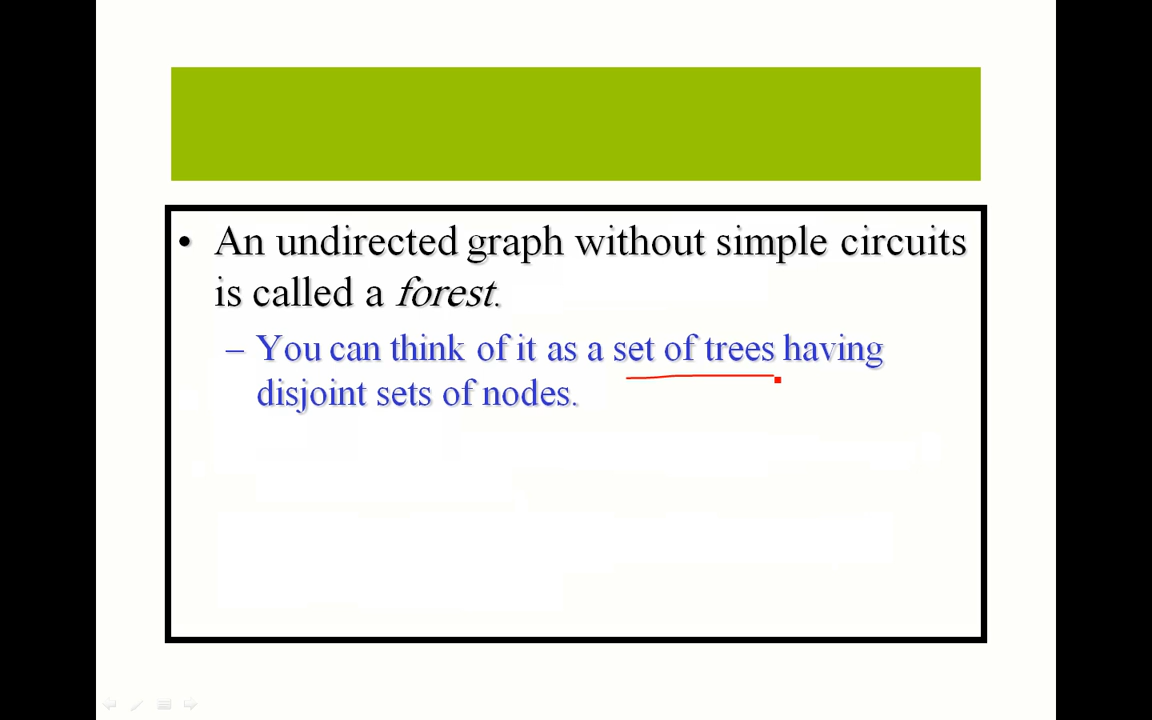 • An undirected graph without simple circuits
is called a forest.
– You can think of it as a set of trees having
disjoint sets of nodes.